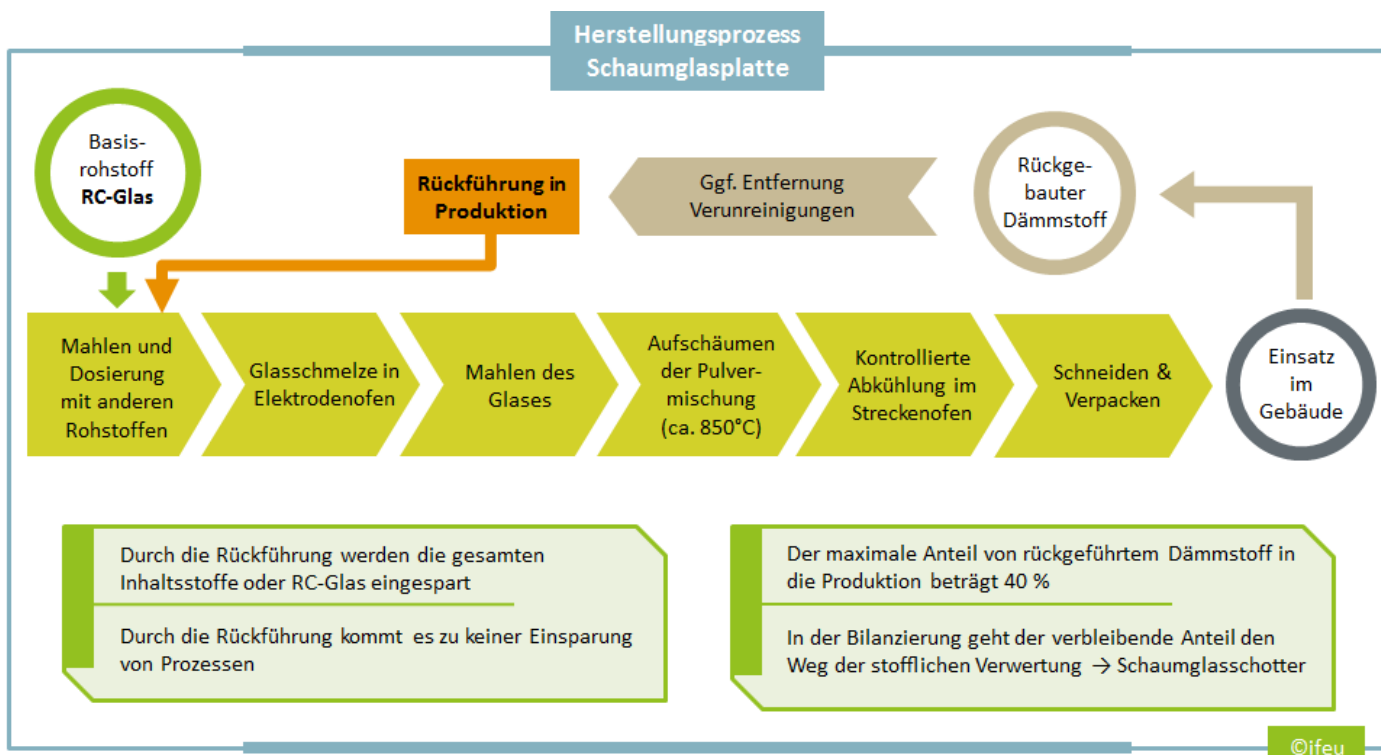 Herstellungsprozess
Schaumglasplatte
Basis-
rohstoff
RC-Glas
Rückführung in
Produktion
Ggf. Entfernung
Verunreinigungen
Rückge-
bauter
Dämmstoff
Mahlen und
Dosierung
mit anderen
Rohstoffen
Glasschmelze in
Elektrodenofen
Mahlen des
Glases
Aufschäumen
der Pulver-
mischung
(ca. 850°C)
Kontrollierte
Abkühlung im
Streckenofen
Schneiden &
Verpacken
Einsatz
im
Gebäude
Durch die Rückführung werden die gesamten
Inhaltsstoffe oder RC-Glas eingespart
Durch die Rückführung kommt es zu keiner Einsparung
von Prozessen
Der maximale Anteil von rückgeführtem Dämmstoff in
die Produktion beträgt 40 %
In der Bilanzierung geht der verbleibende Anteil den
Weg der stofflichen Verwertung → Schaumglasschotter
©ifeu